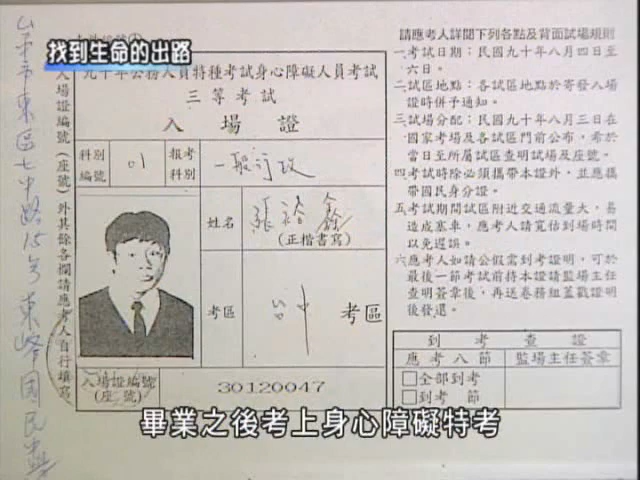 找到生命的出路
九十年公務人員特種考試身心障礙人員考試
三等考試
入場證
科別編號 01 報考科別 一般行政
姓名 張裕鑫
(正楷書寫)
考區 台中 考區
入場證編號(座號) 30120047
入場證編號(座號)外其餘各欄請應考人自行填寫
台中市東區七中路15號東峰國民中學
請應考人詳閱下列各點及背面試場規則
一考試日期:民國九十年八月四日至
六日。
二試區地點:各試區地點於寄發入場
證時併予通知。
三試場分配:民國九十年八月三日在
國家考場及各試區門前公布,希於
當日至所屬試區查明試場及座號。
四考試時除必須攜帶本證外,並應攜
帶國民身分證。
五考試期間試區附近交通流量大,易
造成塞車,應考人請寬估到場時間
以免遲誤。
六應考人如請公假需到考證明,可於
最後一節考試前持本證請監場主任
查明簽章後,再送卷務組蓋戳證明
後發還。
到考查證
應考八節 監場主任簽章
□全部到考
□到考 節
畢業之後考上身心障礙特考